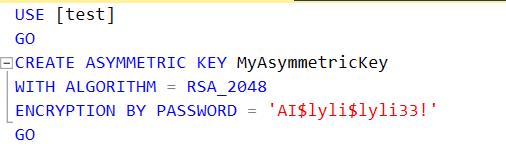 USE [test]
GO
CREATE ASYMMETRIC KEY MyAsymmetricKey
WITH ALGORITHM = RSA_2048
ENCRYPTION BY PASSWORD = 'AI$lyli$lyli33!'
GO